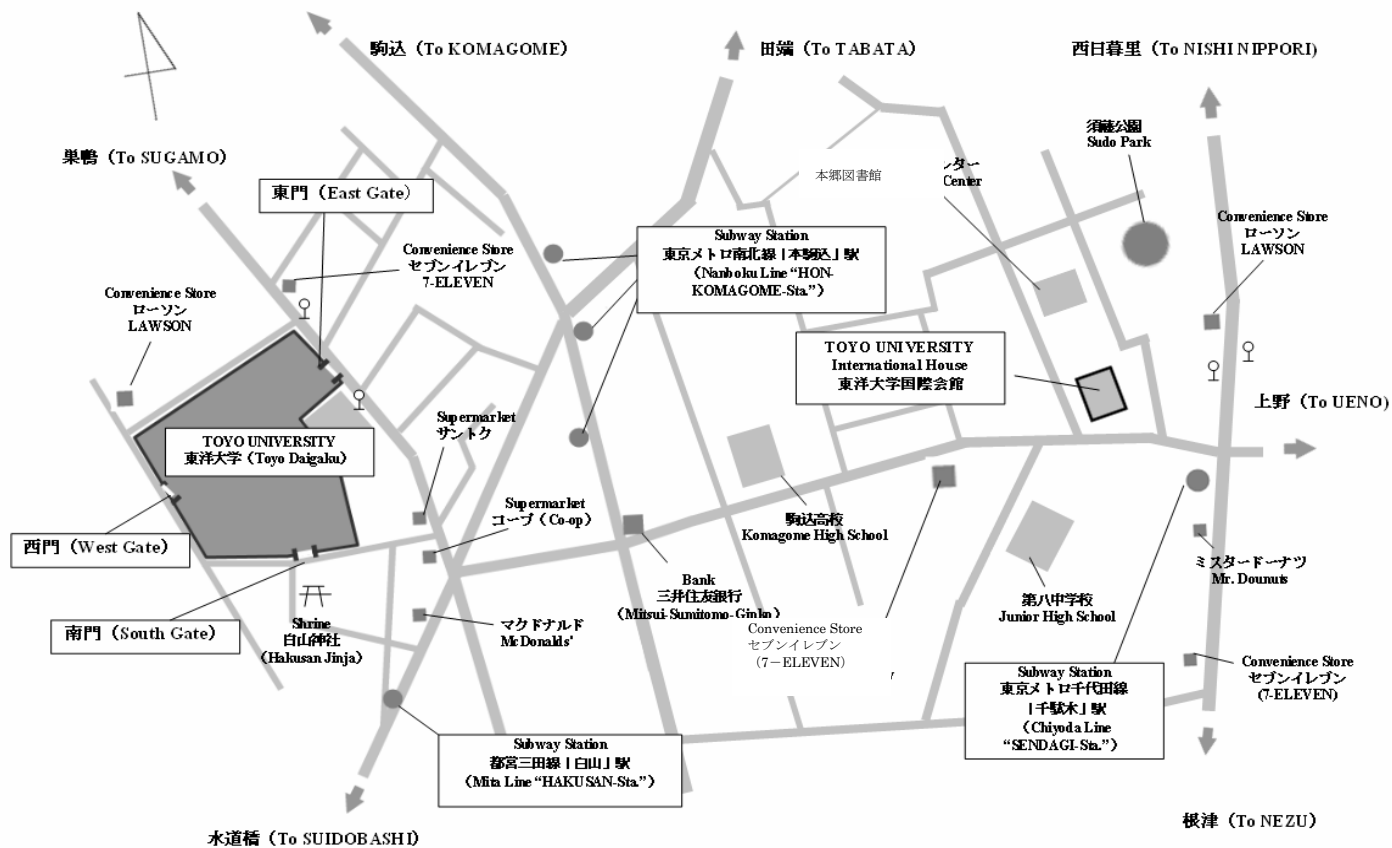 駒込（To KOMAGOME）
田端（To TABATA）
西日暮里（To NISHI NIPPORI）
須藤公園
Sudo Park
巣鴨（To SUGAMO）
東門（East Gate）
本郷図書館
ンター
Center
Convenience Store
ローソン
LAWSON
Convenience Store
セブンイレブン
7-ELEVEN
Subway Station
東京メトロ南北線「本駒込」駅
（Nanboku Line “HON-
KOMAGOME-Sta.”）
Convenience Store
ローソン
LAWSON
TOYO UNIVERSITY
International House
東洋大学国際会館
上野（To UENO）
Supermarket
サントク
TOYO UNIVERSITY
東洋大学（Toyo Daigaku）
Supermarket
コープ（Co-op）
駒込高校
Komagome High School
西門（West Gate）
ミスタードーナツ
Mr. Dounuts
Bank
三井住友銀行
（Mitsui-Sumitomo-Ginko）
第八中学校
Junior High School
南門（South Gate）
Shrine
白山神社
（Hakusan Jinja）
マクドナルド
McDonalds'
Convenience Store
セブンイレブン
（7－ELEVEN）
Subway Station
東京メトロ千代田線
「千駄木」駅
（Chiyoda Line
“SENDAGI-Sta.”）
Convenience Store
セブンイレブン
(7-ELEVEN)
Subway Station
都営三田線「白山」駅
（Mita Line “HAKUSAN-Sta.”）
水道橋（To SUIDOBASHI）
根津（To NEZU）